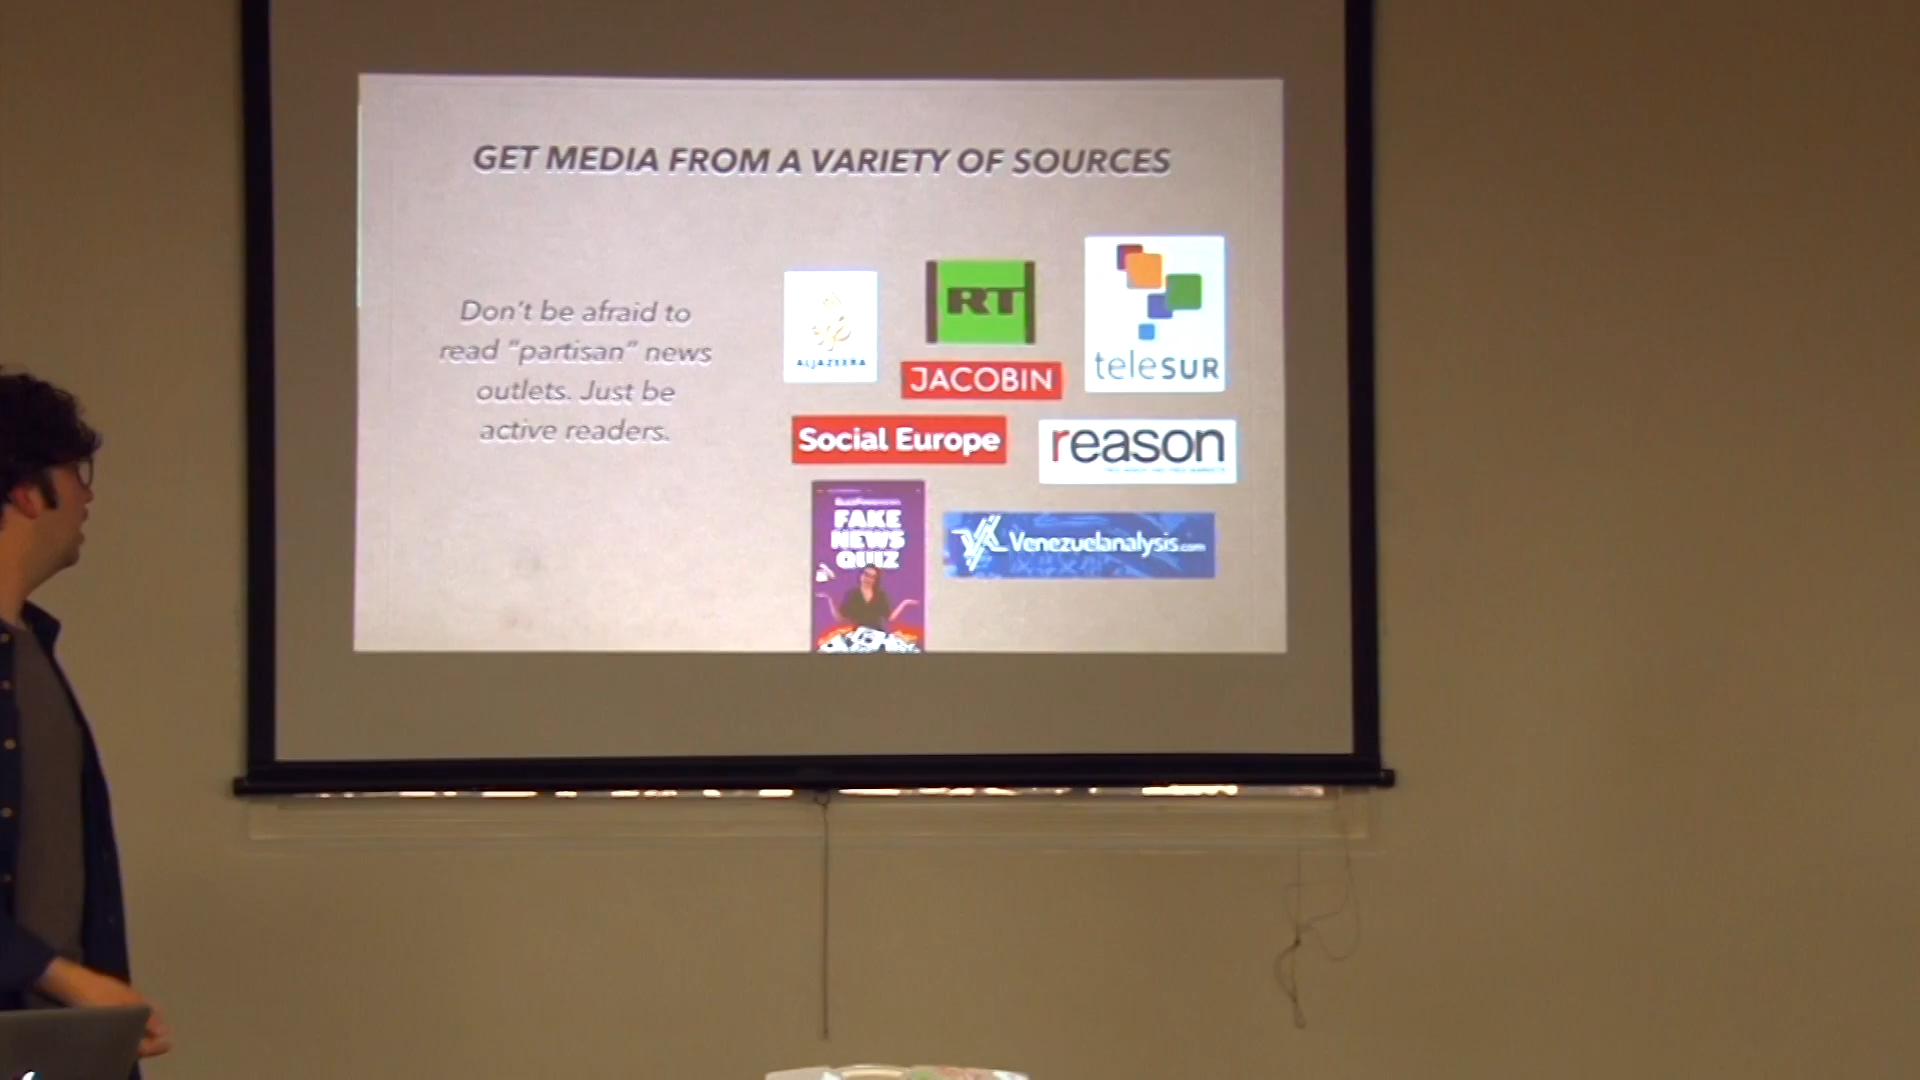 GET MEDIA FROM A VARIETY OF SOURCES
Don't be afraid to
read "partisan" news
outlets. Just be
active readers.
ALJAZEERA
RT
teleSUR
JACOBIN
Social Europe
reason
FAKE
NEWS
QUIZ
Venezuelanalysis.com